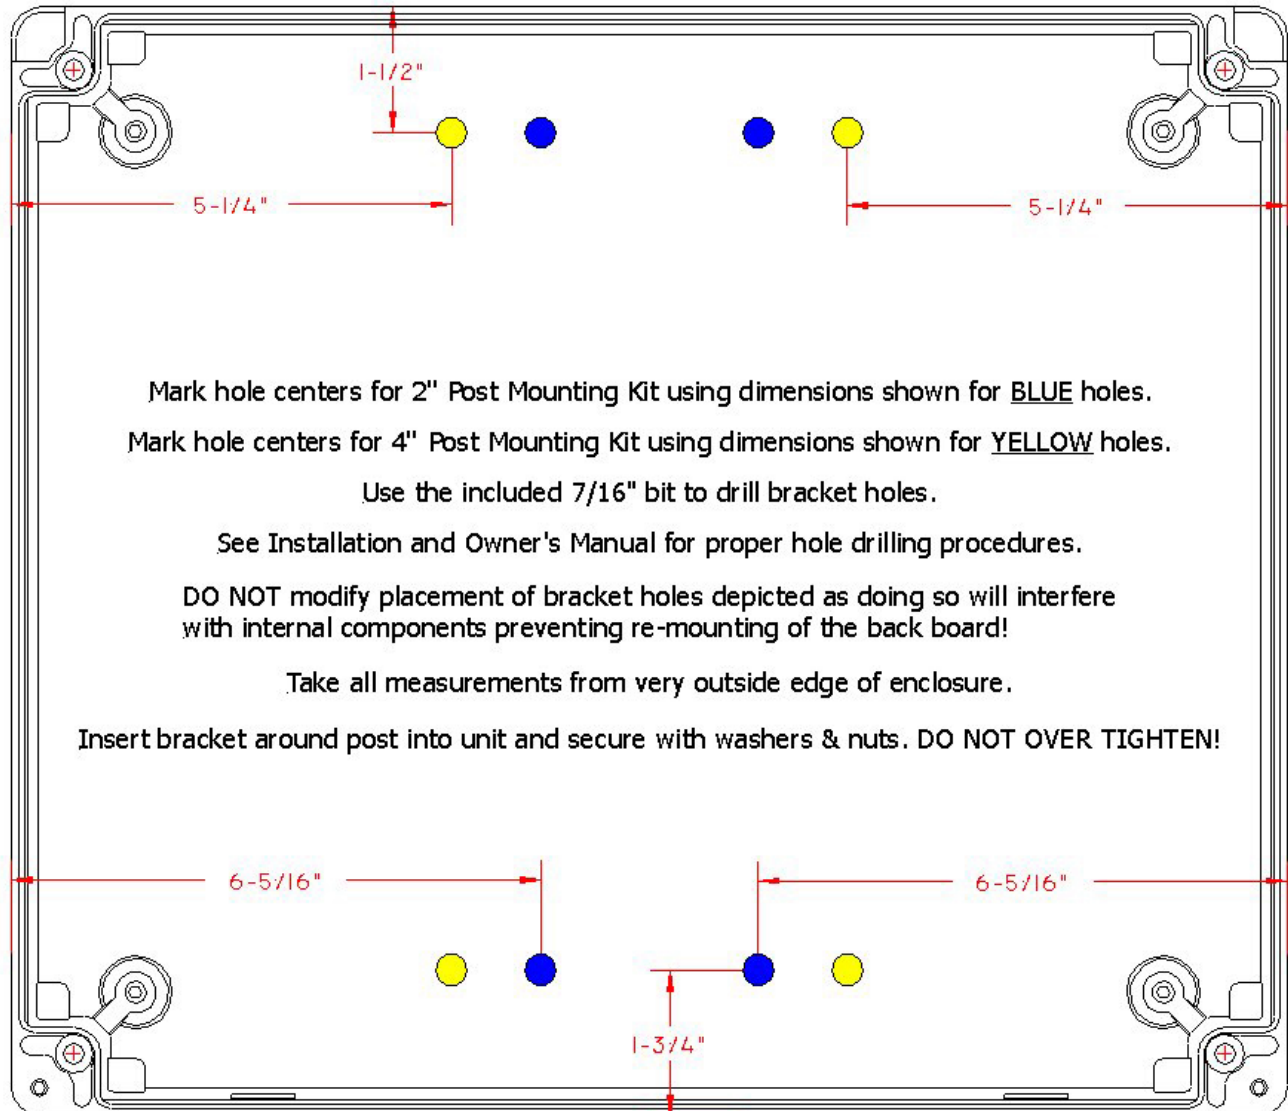 1-1/2"
5-1/4"
5-1/4"
Mark hole centers for 2" Post Mounting Kit using dimensions shown for BLUE holes.
Mark hole centers for 4" Post Mounting Kit using dimensions shown for YELLOW holes.
Use the included 7/16" bit to drill bracket holes.
See Installation and Owner's Manual for proper hole drilling procedures.
DO NOT modify placement of bracket holes depicted as doing so will interfere
with internal components preventing re-mounting of the back board!
Take all measurements from very outside edge of enclosure.
Insert bracket around post into unit and secure with washers & nuts. DO NOT OVER TIGHTEN!
6-5/16"
6-5/16"
1-3/4"